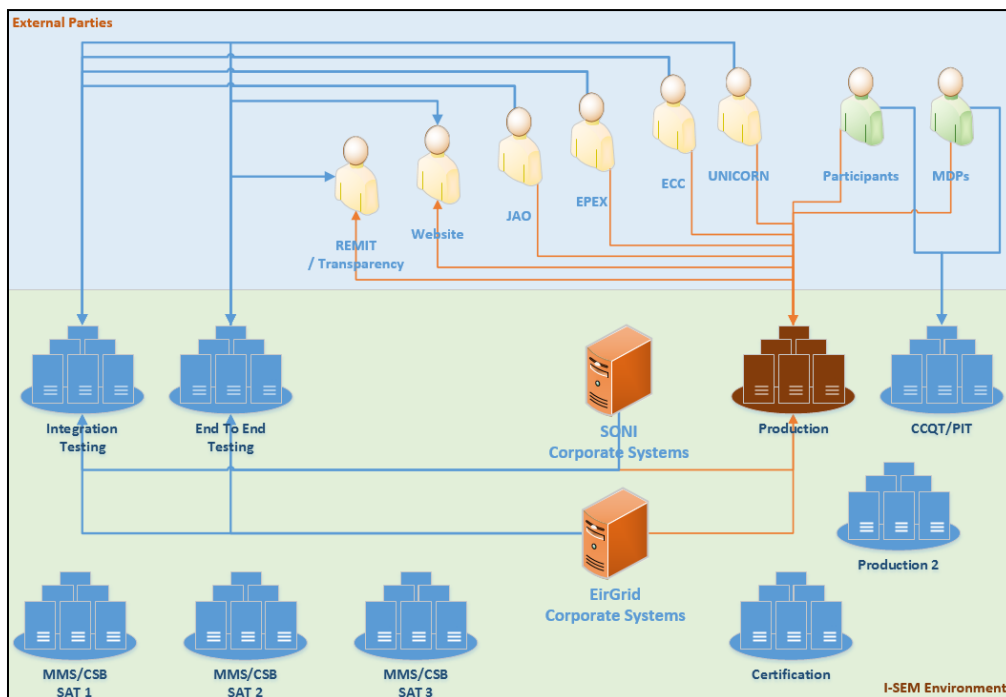 External Parties
UNICORN
ECC
Participants
MDPs
EPEX
JAO
Website
REMIT
/ Transparency
Integration
Testing
End To End
Testing
SONI
Corporate Systems
Production
CCQT/PIT
Production 2
EirGrid
Corporate Systems
MMS/CSB
SAT 1
MMS/CSB
SAT 2
MMS/CSB
SAT 3
Certification
I-SEM Environment